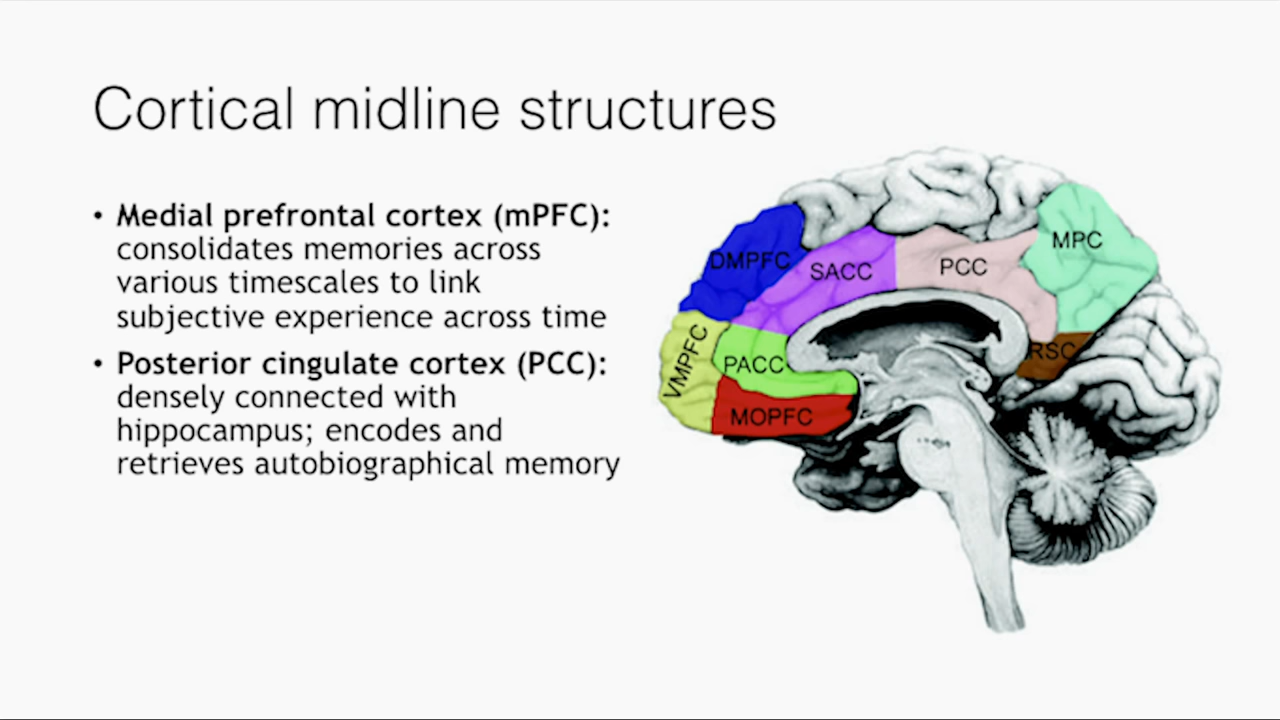 Cortical midline structures
• Medial prefrontal cortex (mPFC):
consolidates memories across
various timescales to link
subjective experience across time
• Posterior cingulate cortex (PCC):
densely connected with
hippocampus; encodes and
retrieves autobiographical memory
DMPFC
SACC
PCC
MPC
VMPFC
PACC
RSC
MOPFC